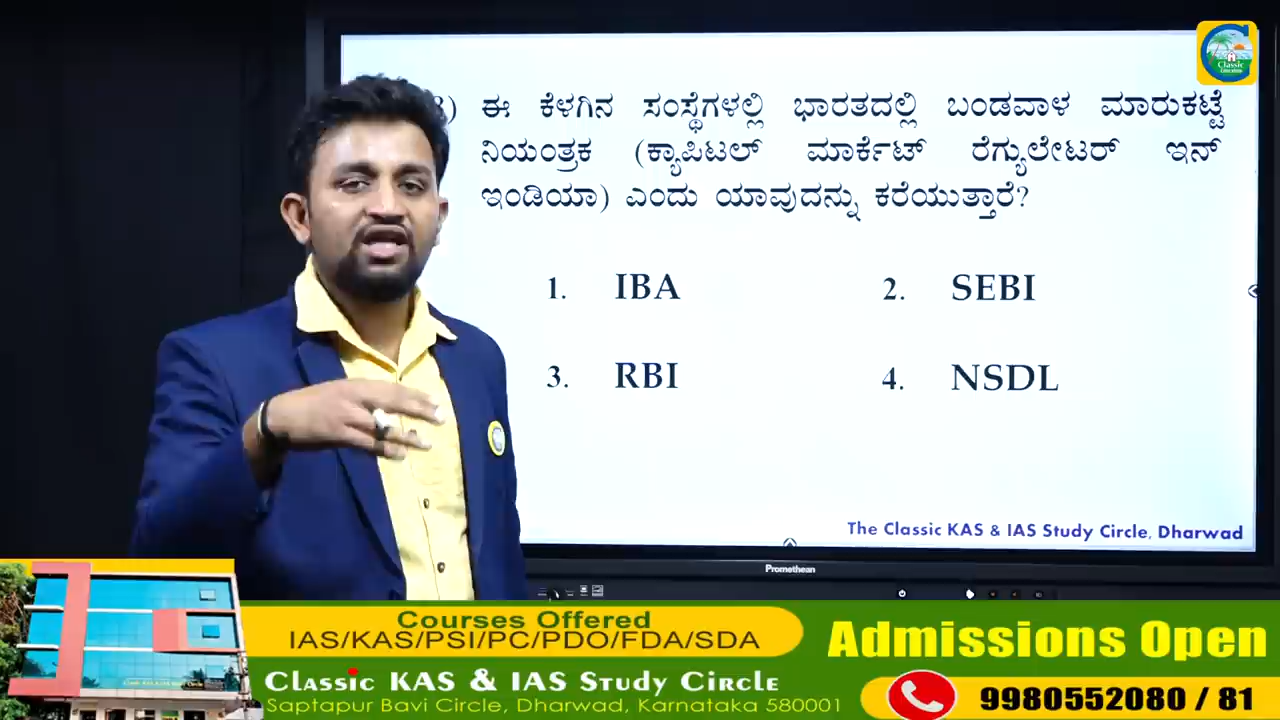 ಈ ಕೆಳಗಿನ ಸಂಸ್ಥೆಗಳಲ್ಲಿ ಭಾರತದಲ್ಲಿ ಬಂಡವಾಳ ಮಾರುಕಟ್ಟೆ
ನಿಯಂತ್ರಕ (ಕ್ಯಾಪಿಟಲ್ ಮಾರ್ಕೆಟ್ ರೆಗ್ಯುಲೇಟರ್ ಇನ್
ಇಂಡಿಯಾ) ಎಂದು ಯಾವುದನ್ನು ಕರೆಯುತ್ತಾರೆ?
1. IBA 2. SEBI
3. RBI 4. NSDL
The Classic KAS & IAS Study Circle, Dharwad
Promethean
Classic
Courses Offered
IAS/KAS/PSI/PC/PDO/FDA/SDA
Classic KAS & IAS Study Circle
Saptapur Bavi Circle, Dharwad, Karnataka 580001
Admissions Open
9980552080 / 81